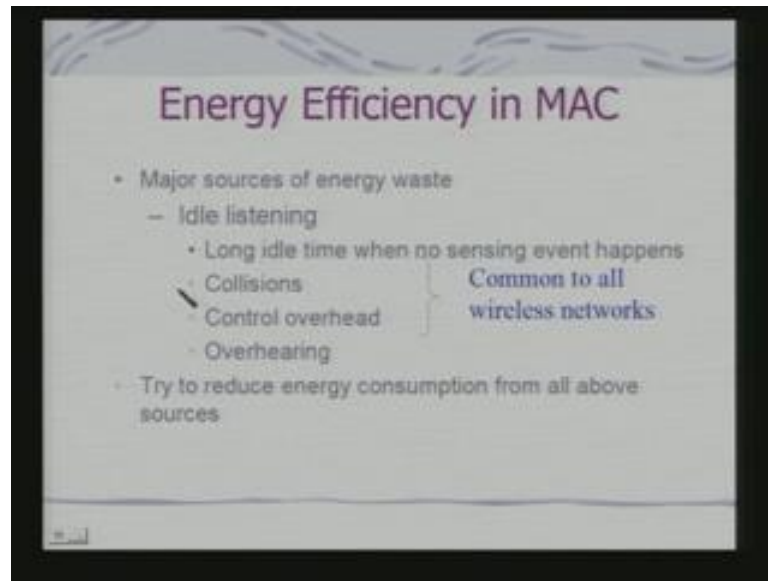 Energy Efficiency in MAC
• Major sources of energy waste
– Idle listening
• Long idle time when no sensing event happens
• Collisions
• Control overhead
• Overhearing
Common to all
wireless networks
• Try to reduce energy consumption from all above
sources